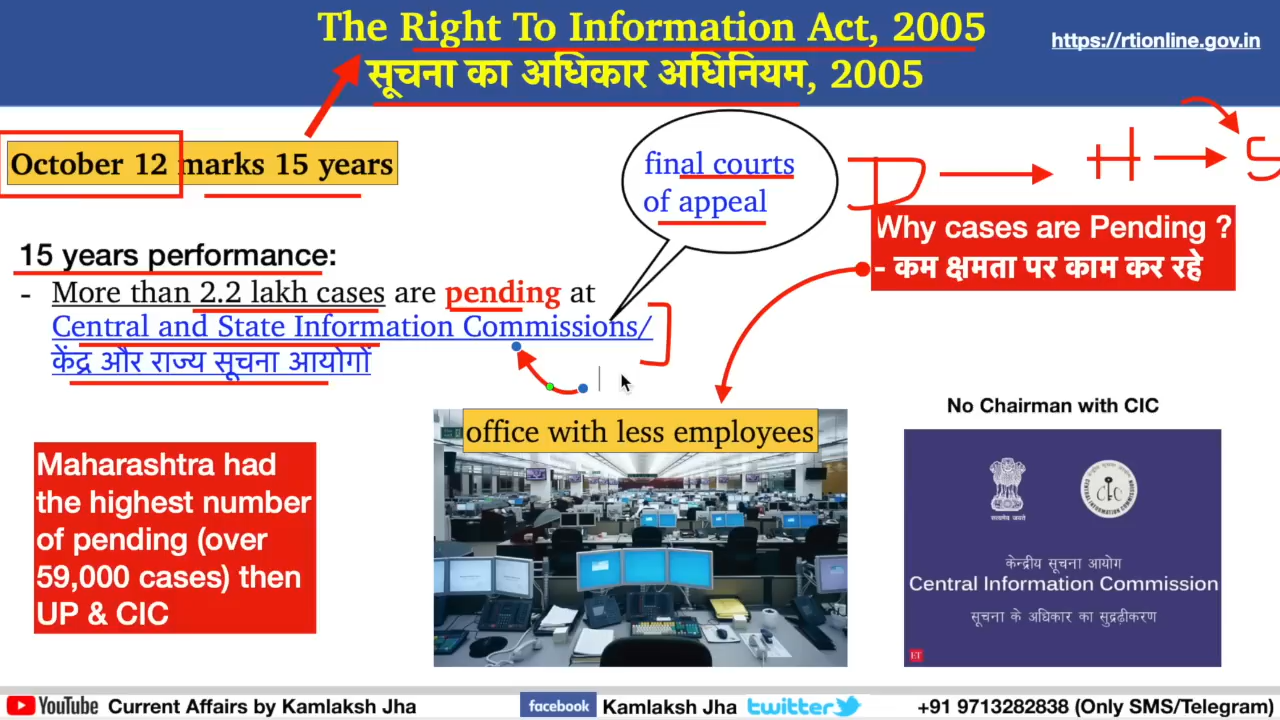 The Right To Information Act, 2005
https://rtionline.gov.in
सूचना का अधिकार अधिनियम, 2005
October 12 marks 15 years
final courts
of appeal
D H S
Why cases are Pending ?
- कम क्षमता पर काम कर रहे
15 years performance:
- More than 2.2 lakh cases are pending at
Central and State Information Commissions/
केंद्र और राज्य सूचना आयोगों
No Chairman with CIC
office with less employees
Maharashtra had
the highest number
of pending (over
59,000 cases) then
UP & CIC
सत्यमेव जयते
CENTRAL INFORMATION COMMISSION
cic
केन्द्रीय सूचना आयोग
Central Information Commission
सूचना के अधिकार का सुदृढ़ीकरण
ET
YouTube Current Affairs by Kamlaksh Jha
facebook Kamlaksh Jha twitter
+91 9713282838 (Only SMS/Telegram)